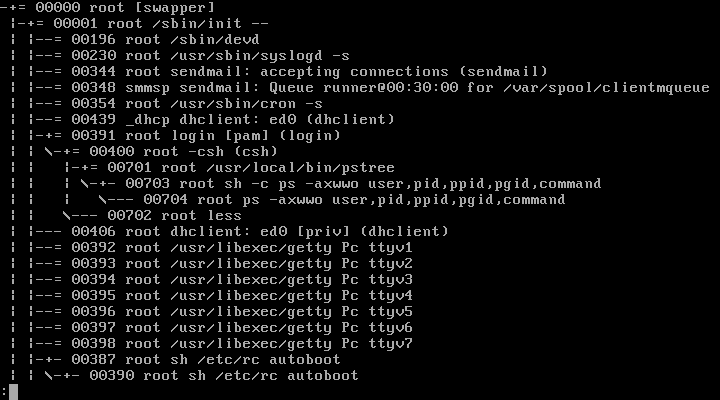 -+= 00000 root [swapper]
 |-+= 00001 root /sbin/init --
 | |--= 00196 root /sbin/devd
 | |--= 00230 root /usr/sbin/syslogd -s
 | |--= 00344 root sendmail: accepting connections (sendmail)
 | |--= 00348 smmsp sendmail: Queue runner@00:30:00 for /var/spool/clientmqueue
 | |--= 00354 root /usr/sbin/cron -s
 | |--= 00439 _dhcp dhclient: ed0 (dhclient)
 | |-+= 00391 root login [pam] (login)
 | | \-+= 00400 root -csh (csh)
 | |   |-+= 00701 root /usr/local/bin/pstree
 | |   | \-+- 00703 root sh -c ps -axwwo user,pid,ppid,pgid,command
 | |   |   \--- 00704 root ps -axwwo user,pid,ppid,pgid,command
 | |   \--- 00702 root less
 | |--- 00406 root dhclient: ed0 [priv] (dhclient)
 | |--= 00392 root /usr/libexec/getty Pc ttyv1
 | |--= 00393 root /usr/libexec/getty Pc ttyv2
 | |--= 00394 root /usr/libexec/getty Pc ttyv3
 | |--= 00395 root /usr/libexec/getty Pc ttyv4
 | |--= 00396 root /usr/libexec/getty Pc ttyv5
 | |--= 00397 root /usr/libexec/getty Pc ttyv6
 | |--= 00398 root /usr/libexec/getty Pc ttyv7
 | |-+- 00387 root sh /etc/rc autoboot
 | | \-+- 00390 root sh /etc/rc autoboot
: